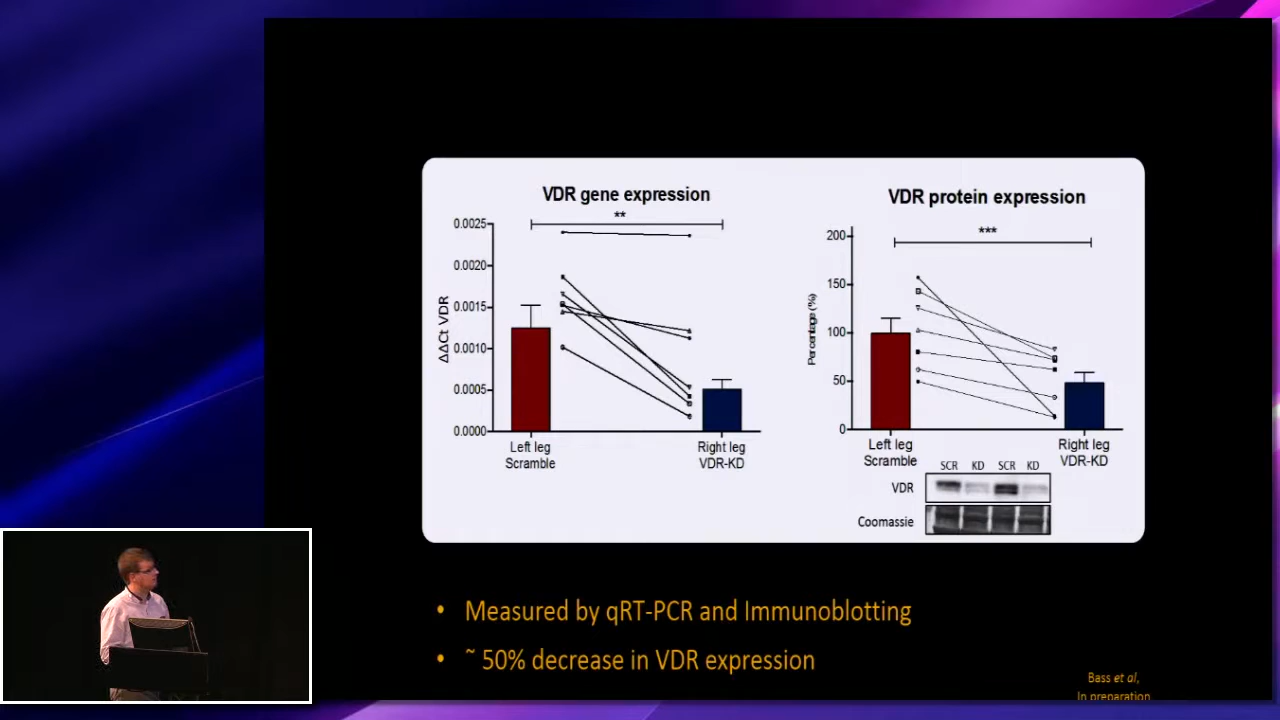 VDR gene expression
**
0.0025
0.0020
0.0015
0.0010
0.0005
0.0000
ΔΔCt VDR
Left leg
Scramble
Right leg
VDR-KD
VDR protein expression
***
200
150
100
50
0
Percentage (%)
Left leg
Scramble
Right leg
VDR-KD
SCR KD SCR KD
VDR
Coomassie
• Measured by qRT-PCR and Immunoblotting
• ~ 50% decrease in VDR expression
Bass et al,
In preparation